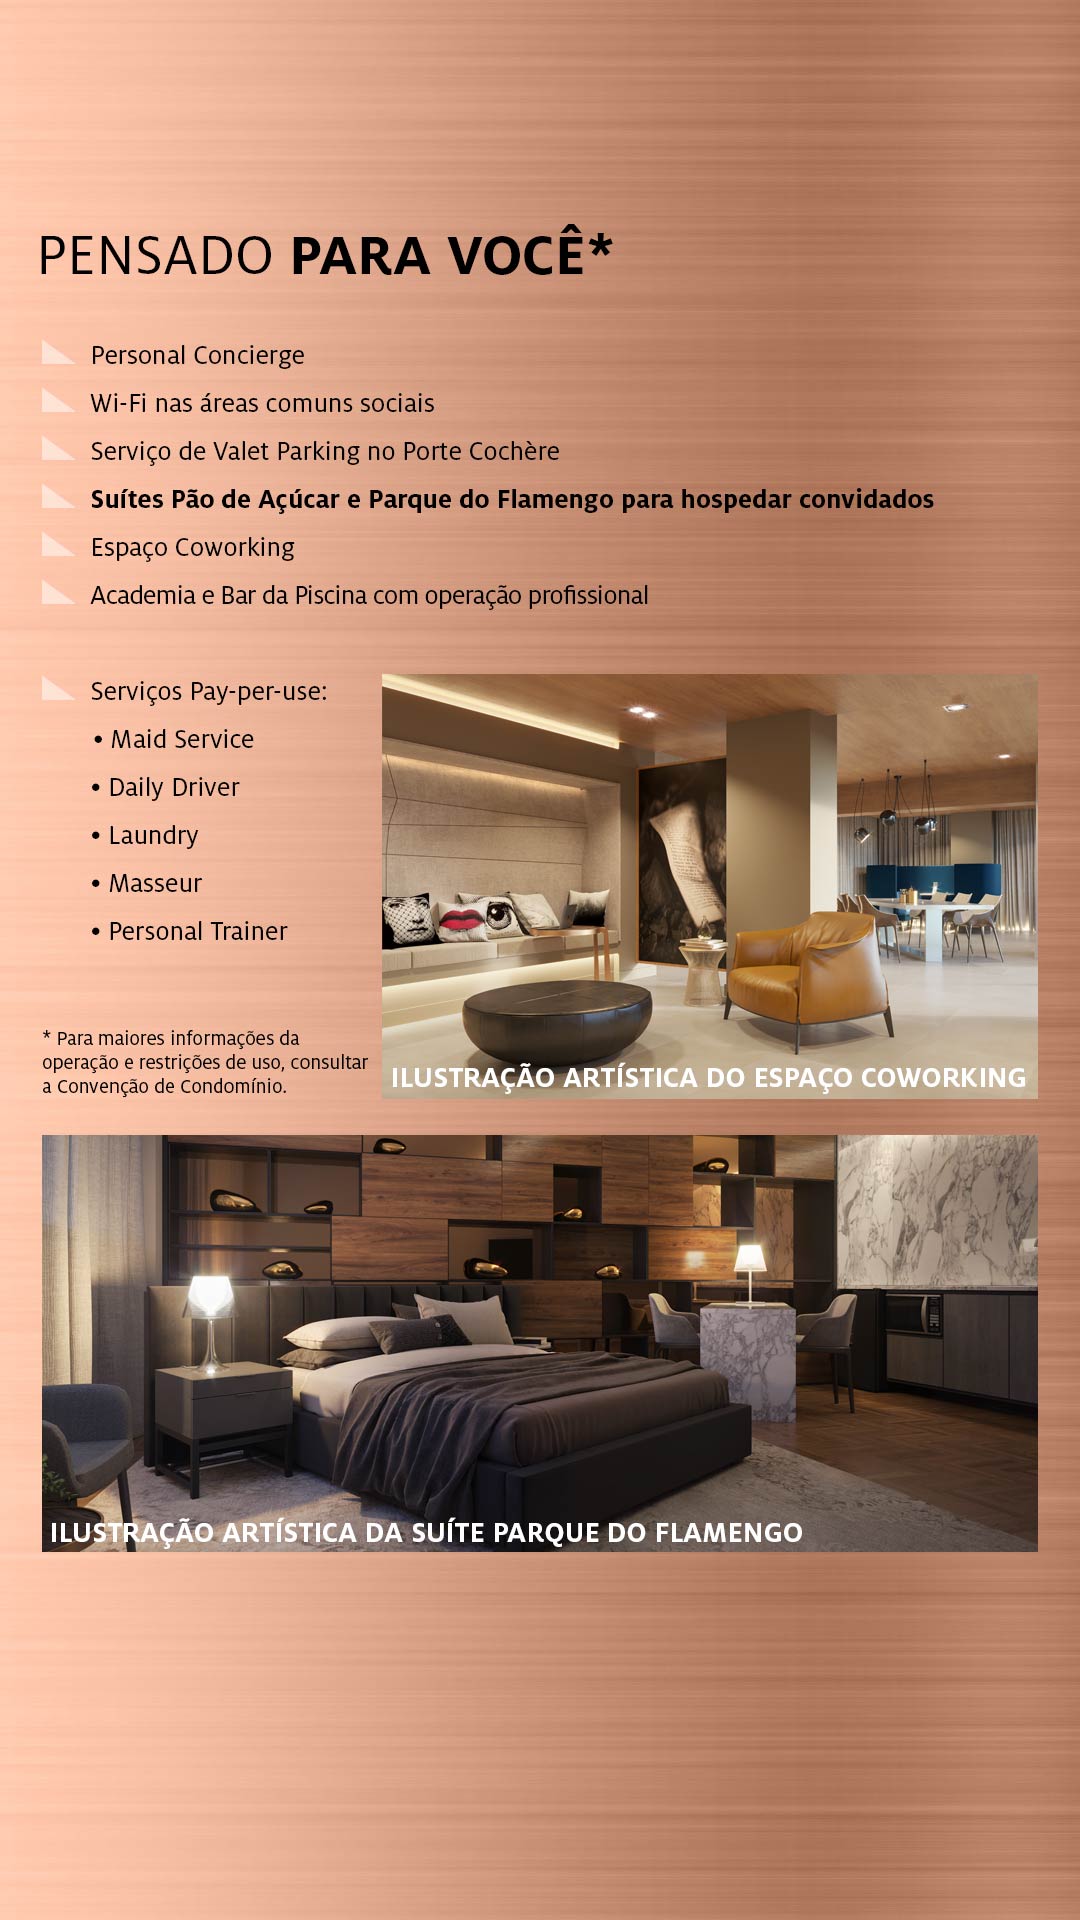 PENSADO PARA VOCÊ*
Personal Concierge
Wi-Fi nas áreas comuns sociais
Serviço de Valet Parking no Porte Cochère
Suítes Pão de Açúcar e Parque do Flamengo para hospedar convidados
Espaço Coworking
Academia e Bar da Piscina com operação profissional
Serviços Pay-per-use:
• Maid Service
• Daily Driver
• Laundry
• Masseur
• Personal Trainer
* Para maiores informações da
operação e restrições de uso, consultar
a Convenção de Condomínio.
ILUSTRAÇÃO ARTÍSTICA DO ESPAÇO COWORKING
ILUSTRAÇÃO ARTÍSTICA DA SUÍTE PARQUE DO FLAMENGO